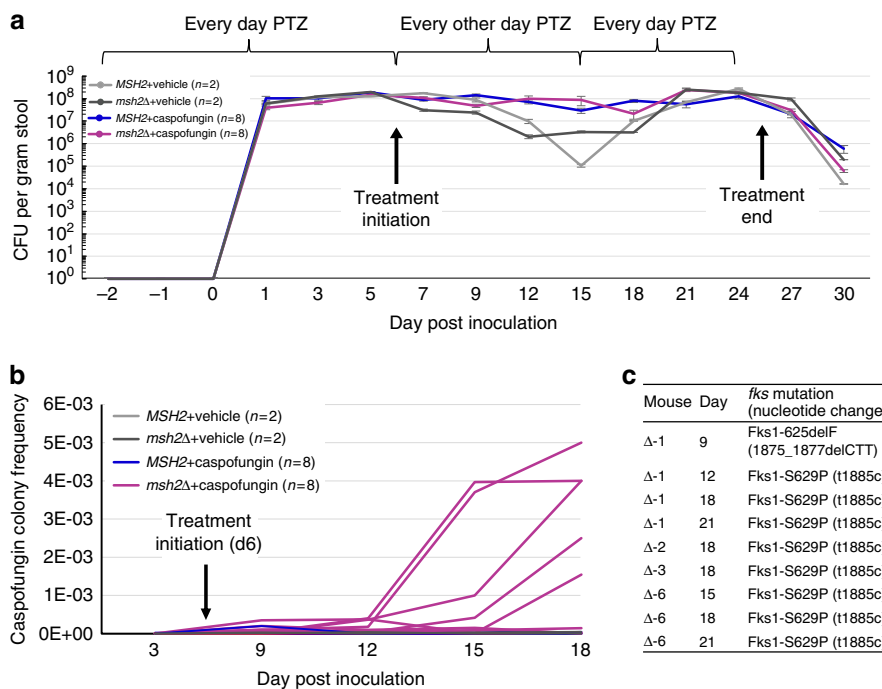 a
Every day PTZ Every other day PTZ Every day PTZ
10⁹
10⁸
10⁷
10⁶
10⁵
10⁴
10³
10²
10¹
10⁰
CFU per gram stool
MSH2+vehicle (n=2)
msh2Δ+vehicle (n=2)
MSH2+caspofungin (n=8)
msh2Δ+caspofungin (n=8)
Treatment
initiation
Treatment
end
−2 −1 0 1 3 5 7 9 12 15 18 21 24 27 30
Day post inoculation
b
6E-03
5E-03
4E-03
3E-03
2E-03
1E-03
0E+00
Caspofungin colony frequency
MSH2+vehicle (n=2)
msh2Δ+vehicle (n=2)
MSH2+caspofungin (n=8)
msh2Δ+caspofungin (n=8)
Treatment
initiation (d6)
3 9 12 15 18
Day post inoculation
c
Mouse Day fks mutation
(nucleotide change
Δ-1 9 Fks1-625delF
(1875_1877delCTT)
Δ-1 12 Fks1-S629P (t1885c
Δ-1 18 Fks1-S629P (t1885c
Δ-1 21 Fks1-S629P (t1885c
Δ-2 18 Fks1-S629P (t1885c
Δ-3 18 Fks1-S629P (t1885c
Δ-6 15 Fks1-S629P (t1885c
Δ-6 18 Fks1-S629P (t1885c
Δ-6 21 Fks1-S629P (t1885c